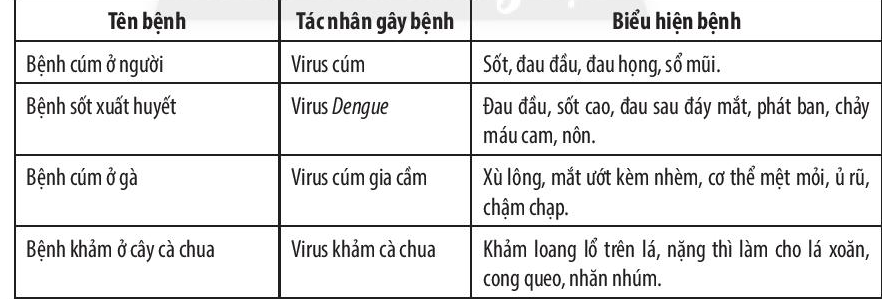 Tên bệnh Tác nhân gây bệnh Biểu hiện bệnh
Bệnh cúm ở người Virus cúm Sốt, đau đầu, đau họng, sổ mũi.
Bệnh sốt xuất huyết Virus Dengue Đau đầu, sốt cao, đau sau đáy mắt, phát ban, chảy
máu cam, nôn.
Bệnh cúm ở gà Virus cúm gia cầm Xù lông, mắt ướt kèm nhèm, cơ thể mệt mỏi, ủ rũ,
chậm chạp.
Bệnh khảm ở cây cà chua Virus khảm cà chua Khảm loang lổ trên lá, nặng thì làm cho lá xoăn,
cong queo, nhăn nhúm.